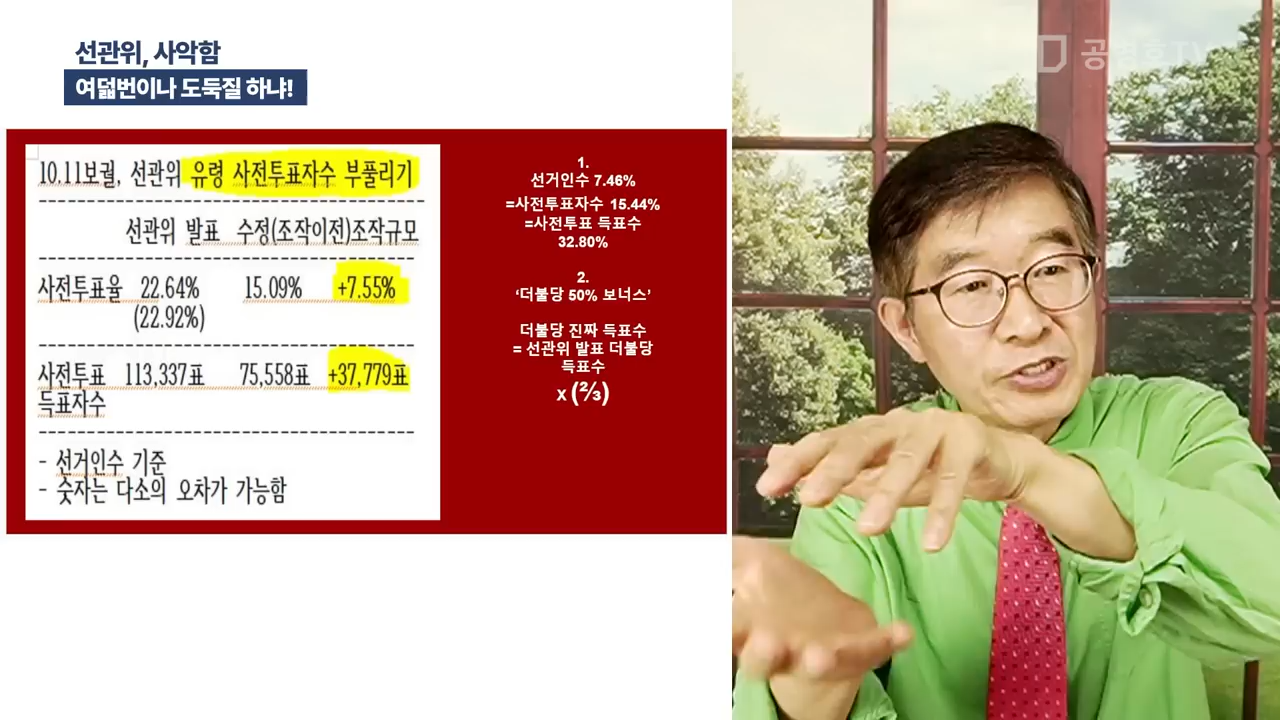 선관위, 사악함
여덟번이나 도둑질 하냐!
공병호TV
10.11보궐, 선관위 유령 사전투표자수 부풀리기
선관위 발표 수정(조작이전)조작규모
사전투표율 22.64% 15.09% +7.55%
(22.92%)
사전투표 113,337표 75,558표 +37,779표
득표자수
- 선거인수 기준
- 숫자는 다소의 오차가 가능함
1.
선거인수 7.46%
=사전투표자수 15.44%
=사전투표 득표수
32.80%
2.
‘더불당 50% 보너스’
더불당 진짜 득표수
= 선관위 발표 더불당
득표수
x (⅔)